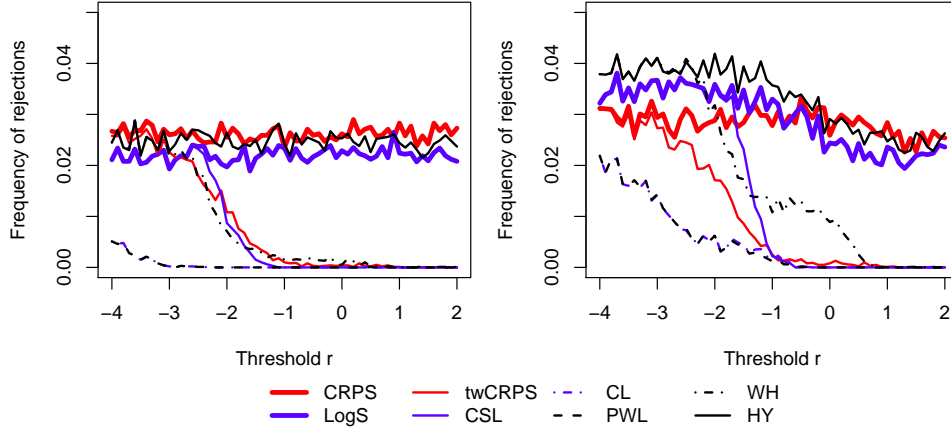 Frequency of rejections
0.00 0.02 0.04
−4 −3 −2 −1 0 1 2
Threshold r
Frequency of rejections
0.00 0.02 0.04
−4 −3 −2 −1 0 1 2
Threshold r
CRPS twCRPS CL WH
LogS CSL PWL HY